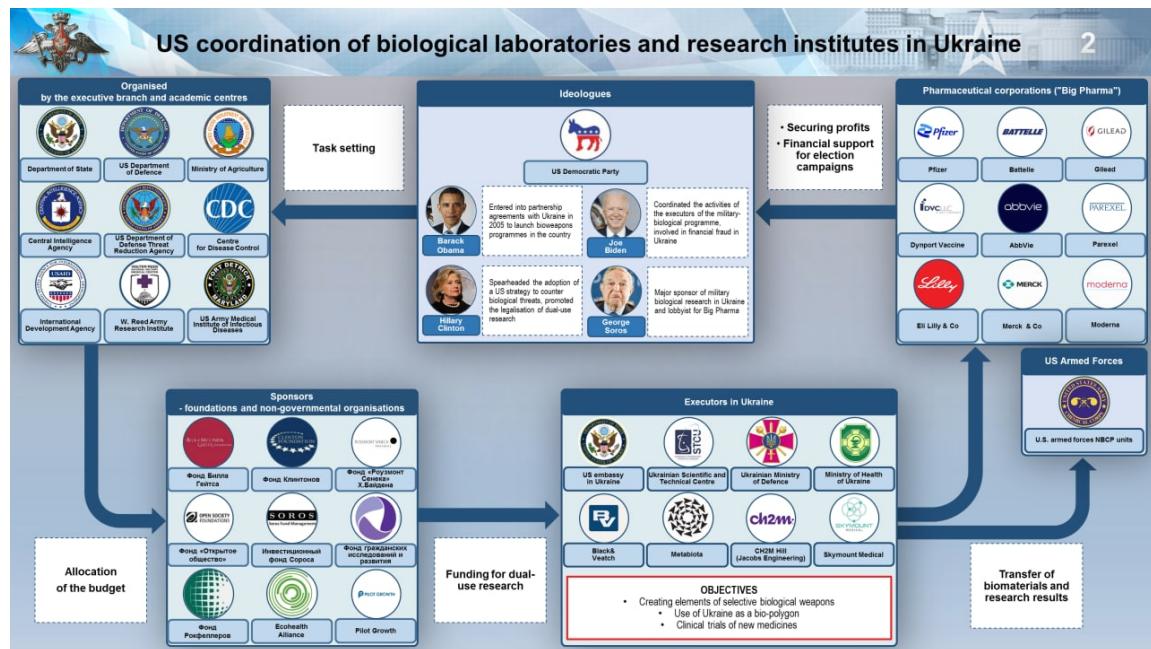 US coordination of biological laboratories and research institutes in Ukraine
2
Organised
by the executive branch and academic centres
Department of State
US Department
of Defence
Ministry of Agriculture
Central Intelligence
Agency
US Department of
Defense Threat
Reduction Agency
CDC
Centre
for Disease Control
USAID
International
Development Agency
W. Reed Army
Research Institute
FORT DETRICK
MARYLAND
US Army Medical
Institute of Infectious
Diseases
Task setting
Ideologues
US Democratic Party
Barack
Obama
Entered into partnership
agreements with Ukraine in
2005 to launch bioweapons
programmes in the country
Joe
Biden
Coordinated the activities of
the executors of the military-
biological programme,
involved in financial fraud in
Ukraine
Hillary
Clinton
Spearheaded the adoption of
a US strategy to counter
biological threats, promoted
the legalisation of dual-use
research
George
Soros
Major sponsor of military
biological research in Ukraine
and lobbyist for Big Pharma
• Securing profits
• Financial support
for election
campaigns
Pharmaceutical corporations ("Big Pharma")
Pfizer
Pfizer
BATTELLE
Battelle
GILEAD
Gilead
Dynport Vaccine
abbvie
AbbVie
PAREXEL
Parexel
Lilly
Eli Lilly & Co
MERCK
Merck & Co
moderna
Moderna
US Armed Forces
U.S. armed forces NBCP units
Sponsors
- foundations and non-governmental organisations
Фонд Билла
Гейтса
CLINTON
FOUNDATION
Фонд Клинтонов
Фонд «Роузмонт
Сенека»
Х.Байдена
OPEN SOCIETY
FOUNDATIONS
Фонд «Открытое
общество»
SOROS
Soros Fund Management
Инвестиционный
фонд Сороса
Фонд гражданских
исследований и
развития
Фонд
Рокфеллеров
Ecohealth
Alliance
PILOT GROWTH
Pilot Growth
Allocation
of the budget
Funding for dual-
use research
Executors in Ukraine
US embassy
in Ukraine
STCU
Ukrainian Scientific and
Technical Centre
Ukrainian Ministry
of Defence
Ministry of Health
of Ukraine
Black&
Veatch
Metabiota
ch2m
CH2M Hill
(Jacobs Engineering)
SKYMOUNT
MEDICAL
Skymount Medical
OBJECTIVES
• Creating elements of selective biological weapons
• Use of Ukraine as a bio-polygon
• Clinical trials of new medicines
Transfer of
biomaterials and
research results